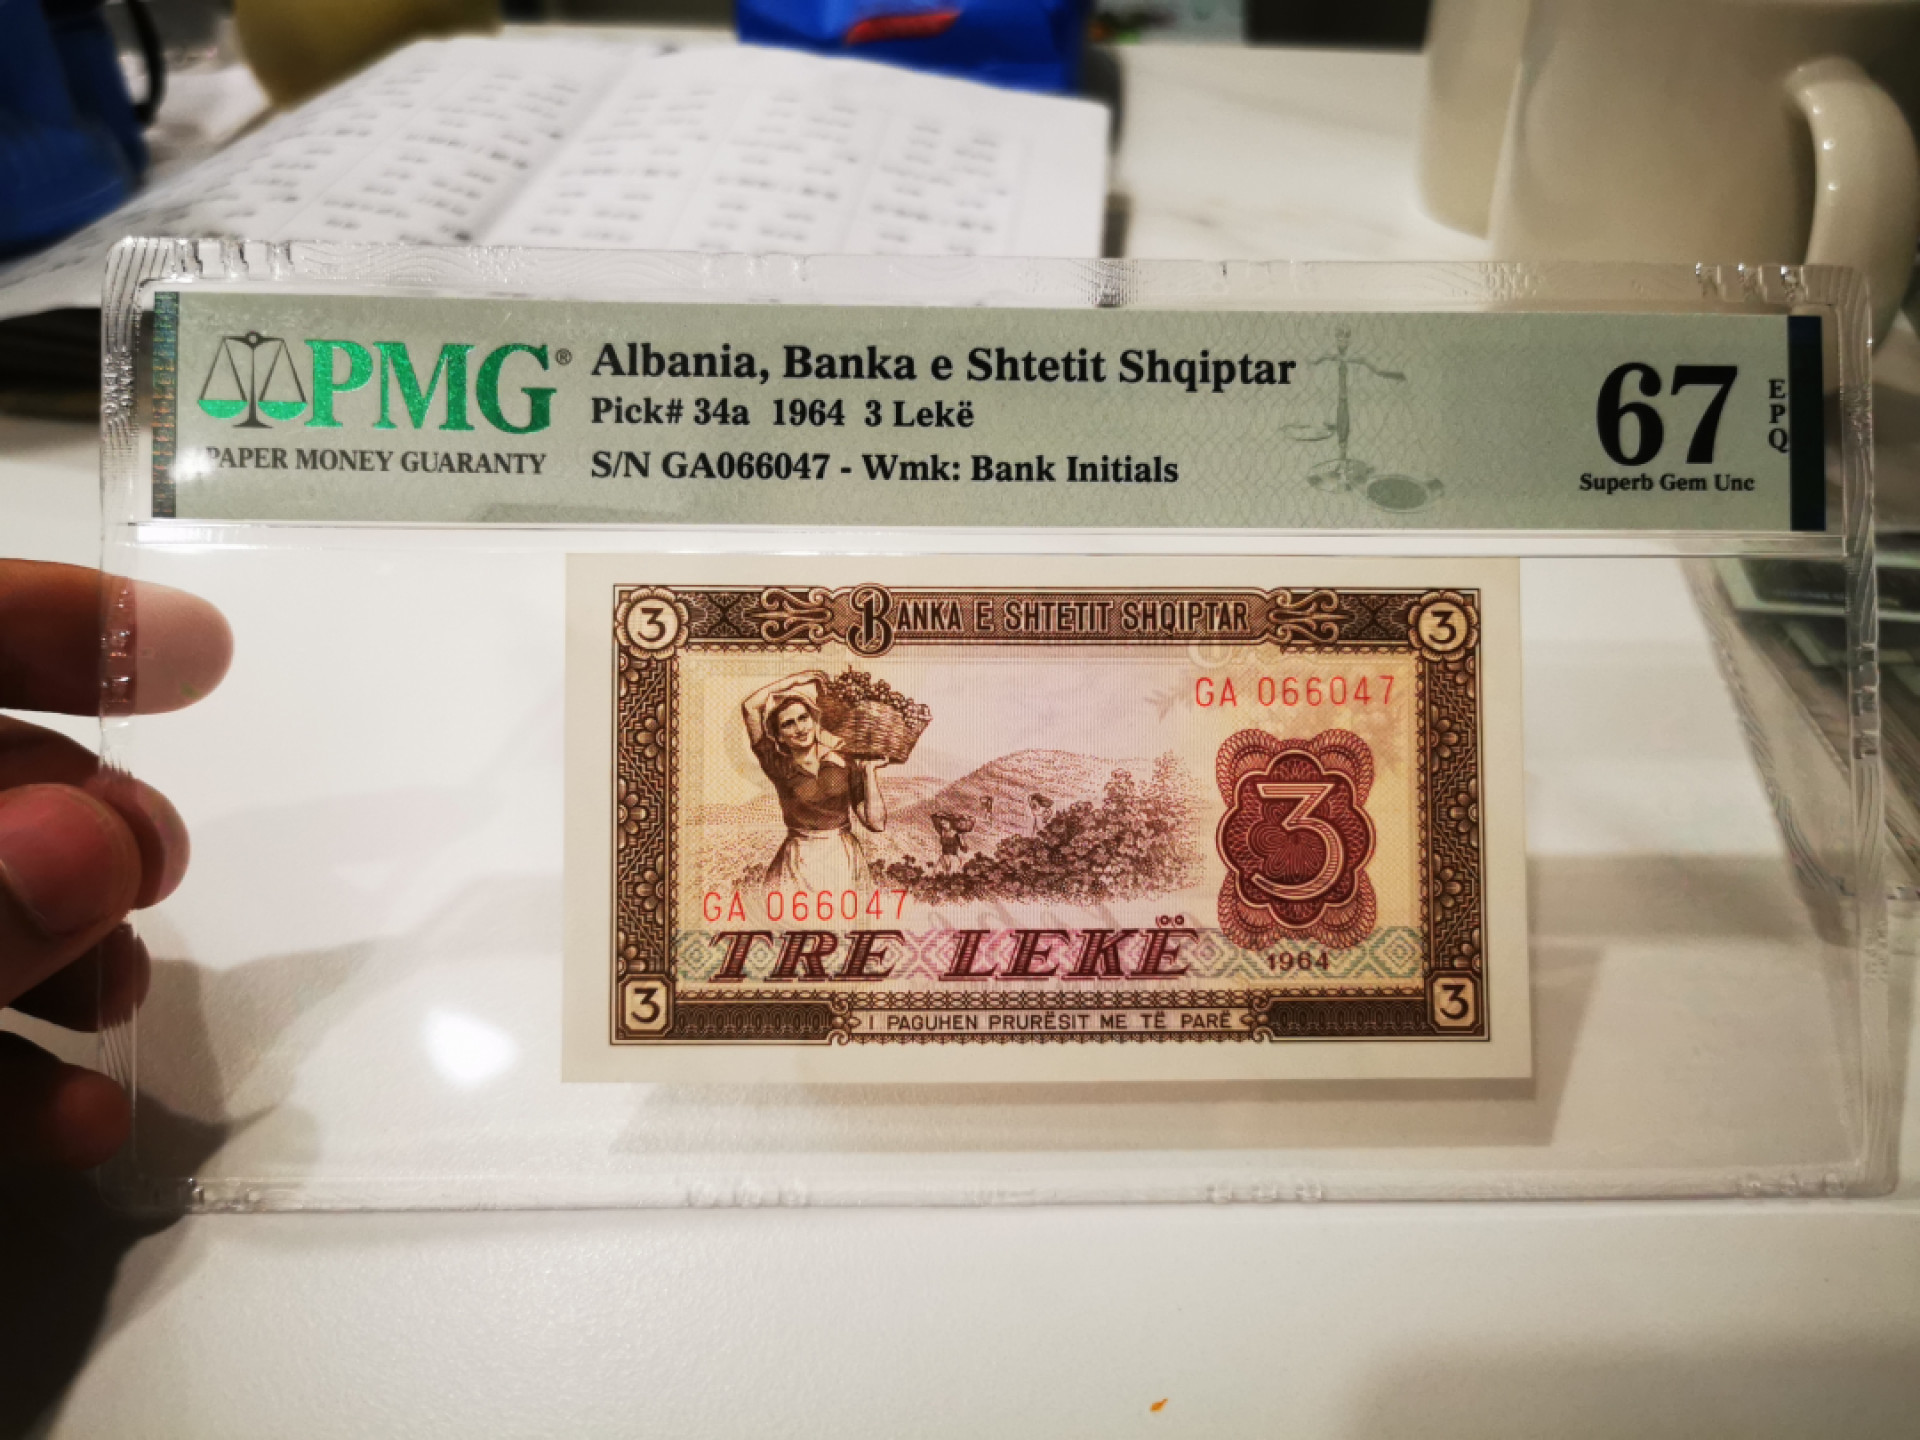 PMG®
PAPER MONEY GUARANTY
Albania, Banka e Shtetit Shqiptar
Pick# 34a 1964 3 Lekë
S/N GA066047 - Wmk: Bank Initials
67
EPQ
Superb Gem Unc
3
BANKA E SHTETIT SHQIPTAR
3
GA 066047
3
GA 066047
TRE LEKË
1964
3
I PAGUHEN PRURËSIT ME TË PARË
3